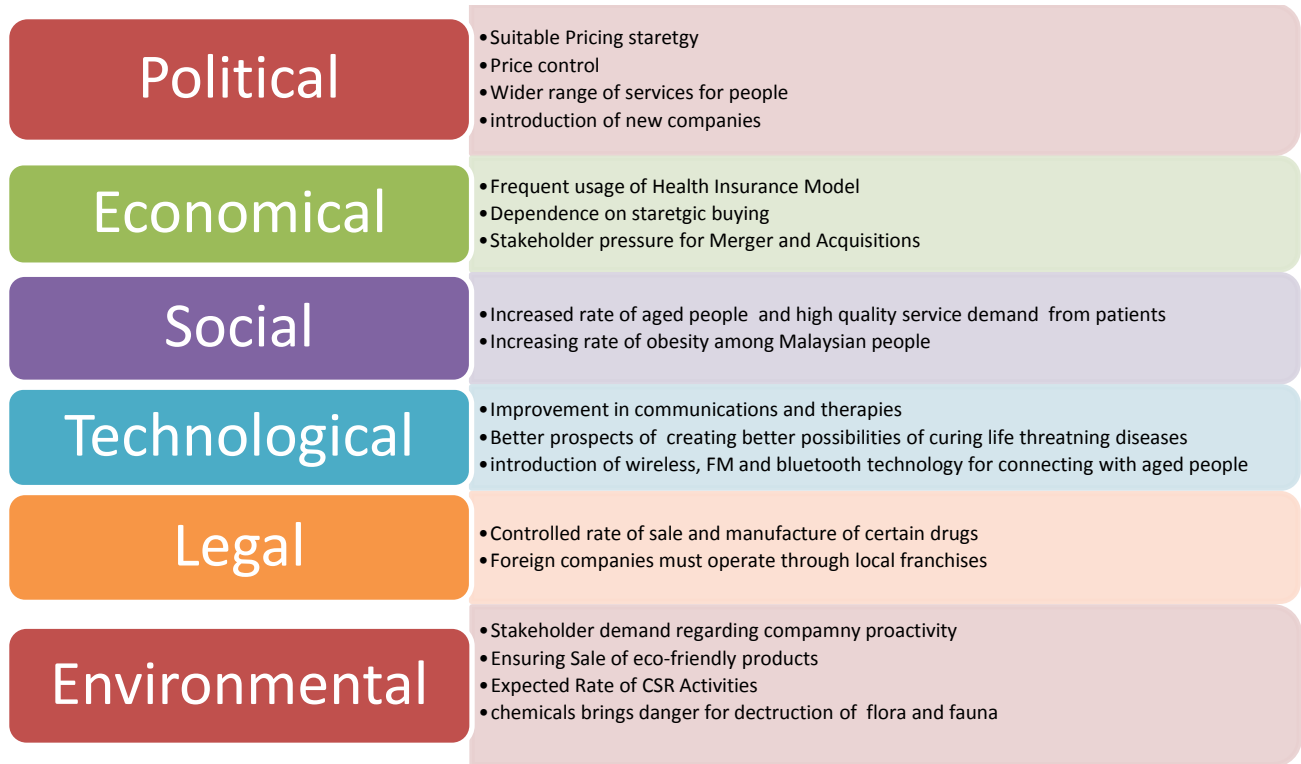 Political
•Suitable Pricing staretgy
•Price control
•Wider range of services for people
•introduction of new companies
Economical
•Frequent usage of Health Insurance Model
•Dependence on staretgic buying
•Stakeholder pressure for Merger and Acquisitions
Social
•Increased rate of aged people and high quality service demand from patients
•Increasing rate of obesity among Malaysian people
Technological
•Improvement in communications and therapies
•Better prospects of creating better possibilities of curing life threatning diseases
•introduction of wireless, FM and bluetooth technology for connecting with aged people
Legal
•Controlled rate of sale and manufacture of certain drugs
•Foreign companies must operate through local franchises
Environmental
•Stakeholder demand regarding compamny proactivity
•Ensuring Sale of eco-friendly products
•Expected Rate of CSR Activities
•chemicals brings danger for dectruction of flora and fauna